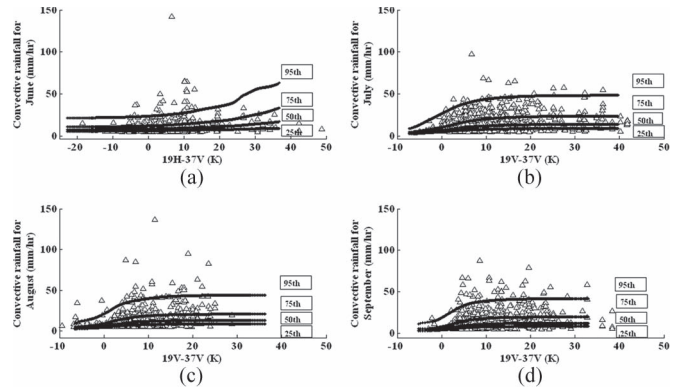 Convective rainfall for
June (mm/hr)
150
100
50
0
95th
75th
50th
25th
-20 -10 0 10 20 30 40 50
19H-37V (K)
(a)
Convective rainfall for
July (mm/hr)
150
100
50
0
95th
75th
50th
25th
-10 0 10 20 30 40 50
19V-37V (K)
(b)
Convective rainfall for
August (mm/hr)
150
100
50
0
95th
75th
50th
25th
-10 0 10 20 30 40 50
19V-37V (K)
(c)
Convective rainfall for
September (mm/hr)
150
100
50
0
95th
75th
50th
25th
-10 0 10 20 30 40 50
19V-37V (K)
(d)